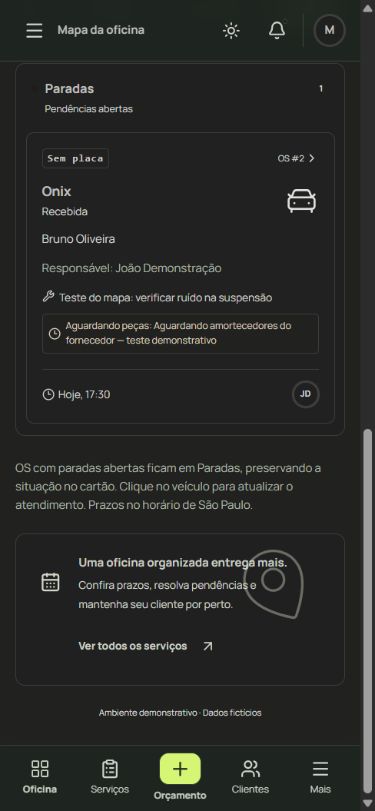 Mapa da oficina
M
Paradas
1
Pendências abertas
Sem placa
OS #2
Onix
Recebida
Bruno Oliveira
Responsável: João Demonstração
Teste do mapa: verificar ruído na suspensão
Aguardando peças: Aguardando amortecedores do
fornecedor — teste demonstrativo
Hoje, 17:30
JD
OS com paradas abertas ficam em Paradas, preservando a
situação no cartão. Clique no veículo para atualizar o
atendimento. Prazos no horário de São Paulo.
Uma oficina organizada entrega mais.
Confira prazos, resolva pendências e
mantenha seu cliente por perto.
Ver todos os serviços
Ambiente demonstrativo · Dados fictícios
Oficina
Serviços
Orçamento
Clientes
Mais